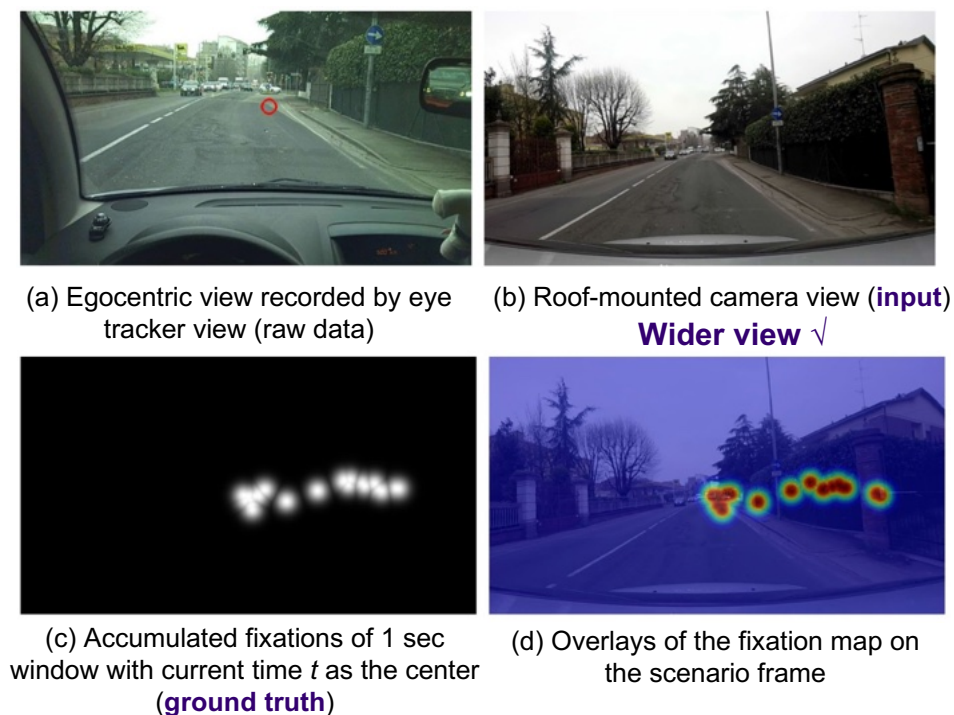 (a) Egocentric view recorded by eye
tracker view (raw data)
(b) Roof-mounted camera view (input)
Wider view √
(c) Accumulated fixations of 1 sec
window with current time t as the center
(ground truth)
(d) Overlays of the fixation map on
the scenario frame